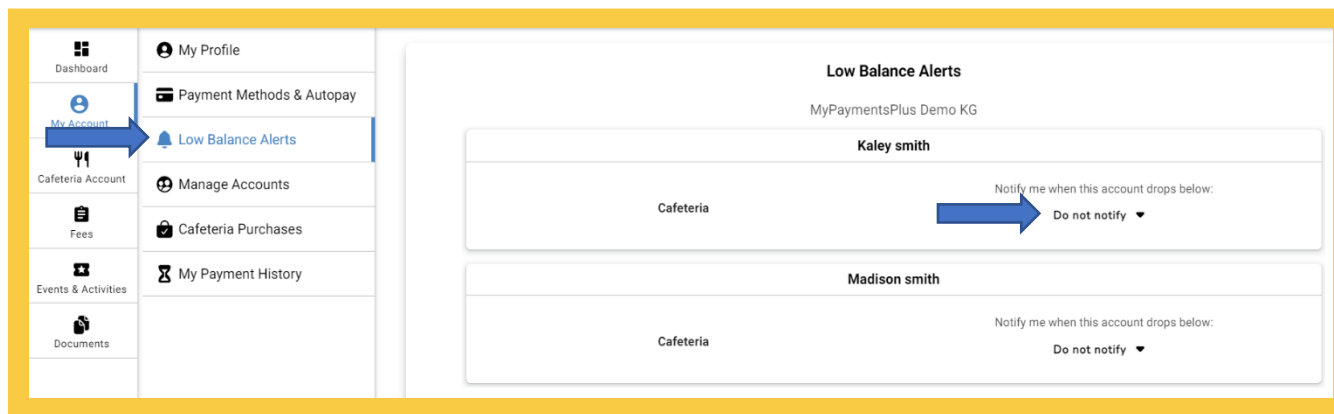 Dashboard
My Account
Cafeteria Account
Fees
Events & Activities
Documents
My Profile
Payment Methods & Autopay
Low Balance Alerts
Manage Accounts
Cafeteria Purchases
My Payment History
Low Balance Alerts
MyPaymentsPlus Demo KG
Kaley smith
Cafeteria
Notify me when this account drops below:
Do not notify
Madison smith
Cafeteria
Notify me when this account drops below:
Do not notify